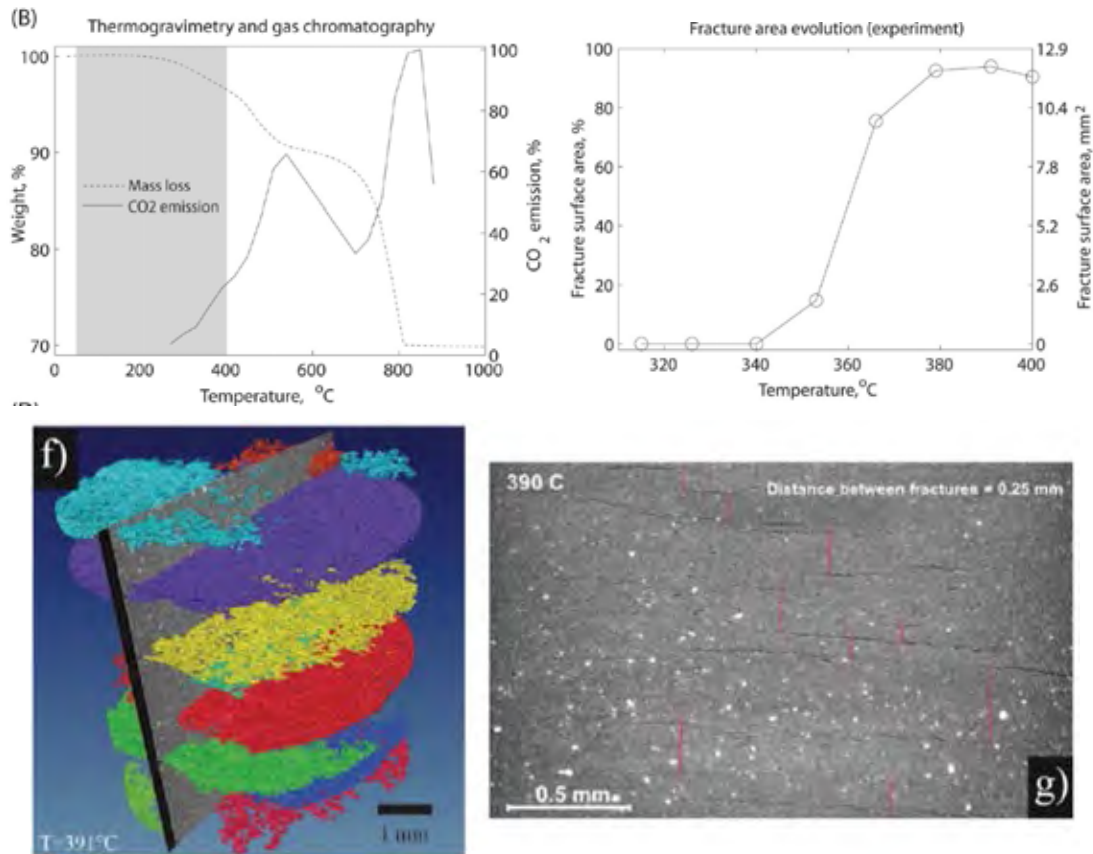 (B)
Thermogravimetry and gas chromatography
100
90
80
70
Weight, %
Mass loss
CO2 emission
0
200
400
600
800
1000
Temperature, °C
100
80
60
40
20
0
CO 2 emission, %
Fracture area evolution (experiment)
100
80
60
40
20
0
Fracture surface area, %
320
340
360
380
400
Temperature,°C
12.9
10.4
7.8
5.2
2.6
0
Fracture surface area, mm²
f)
T=391°C
1 mm
390 C
Distance between fractures = 0.25 mm
0.5 mm
g)